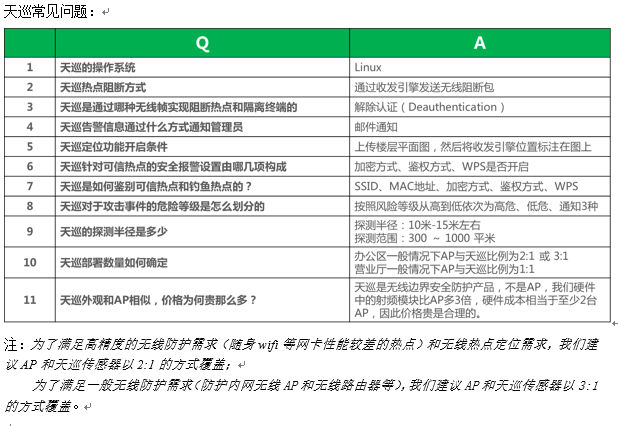 天巡常见问题：
Q A
1 天巡的操作系统 Linux
2 天巡热点阻断方式 通过收发引擎发送无线阻断包
3 天巡是通过哪种无线帧实现阻断热点和隔离终端的 解除认证（Deauthentication）
4 天巡告警信息通过什么方式通知管理员 邮件通知
5 天巡定位功能开启条件 上传楼层平面图，然后将收发引擎位置标注在图上
6 天巡针对可信热点的安全报警设置由哪几项构成 加密方式、鉴权方式、WPS是否开启
7 天巡是如何鉴别可信热点和钓鱼热点的？ SSID、MAC地址、加密方式、鉴权方式、WPS
8 天巡对于攻击事件的危险等级是怎么划分的 按照风险等级从高到低依次为高危、低危、通知3种
9 天巡的探测半径是多少 探测半径：10米-15米左右
探测范围：300 ~ 1000 平米
10 天巡部署数量如何确定 办公区一般情况下AP与天巡比例为2:1 或 3:1
营业厅一般情况下AP与天巡比例为1:1
11 天巡外观和AP相似，价格为何贵那么多？ 天巡是无线边界安全防护产品，不是AP，我们硬件
中的射频模块比AP多3倍，硬件成本相当于至少2台
AP，因此价格贵是合理的。
注：为了满足高精度的无线防护需求（随身 wifi 等网卡性能较差的热点）和无线热点定位需求，我们建
议 AP 和天巡传感器以 2:1 的方式覆盖；
为了满足一般无线防护需求（防护内网无线 AP 和无线路由器等），我们建议 AP 和天巡传感器以 3:1
的方式覆盖。